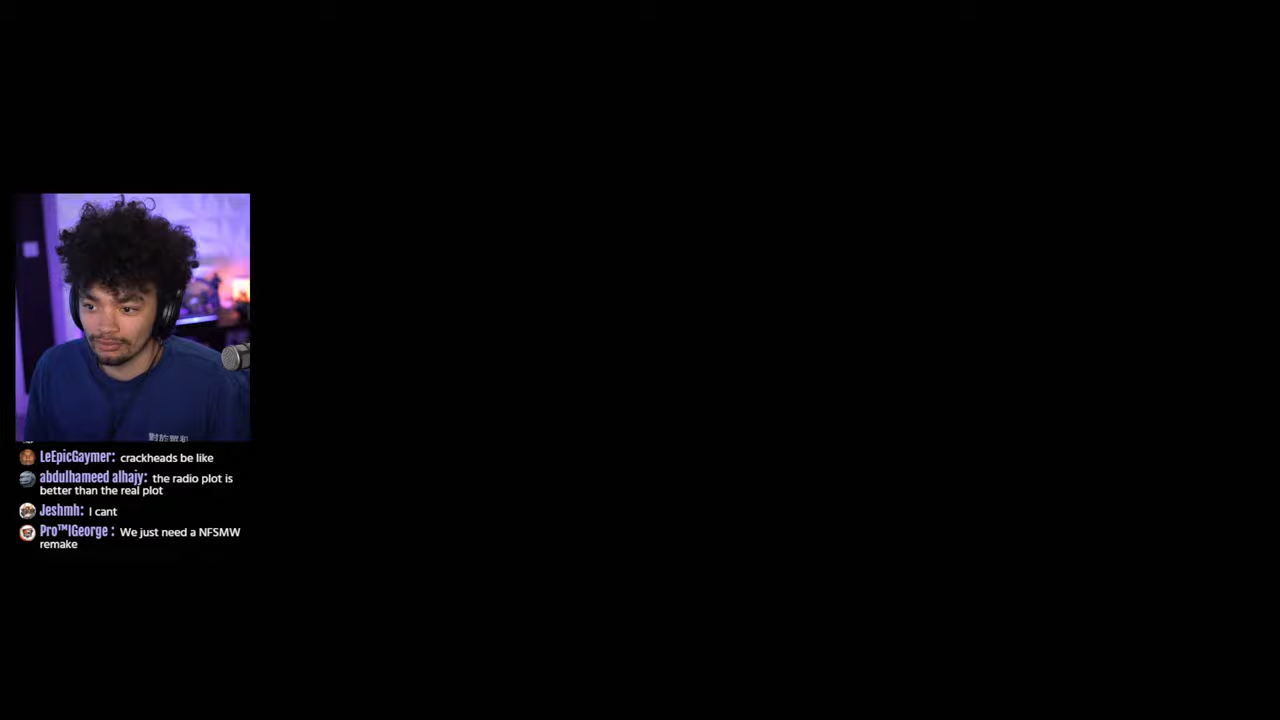 LeEpicGaymer: crackheads be like
abdulhameed alhajy: the radio plot is
better than the real plot
Jeshmh: I cant
Pro™IGeorge : We just need a NFSMW
remake